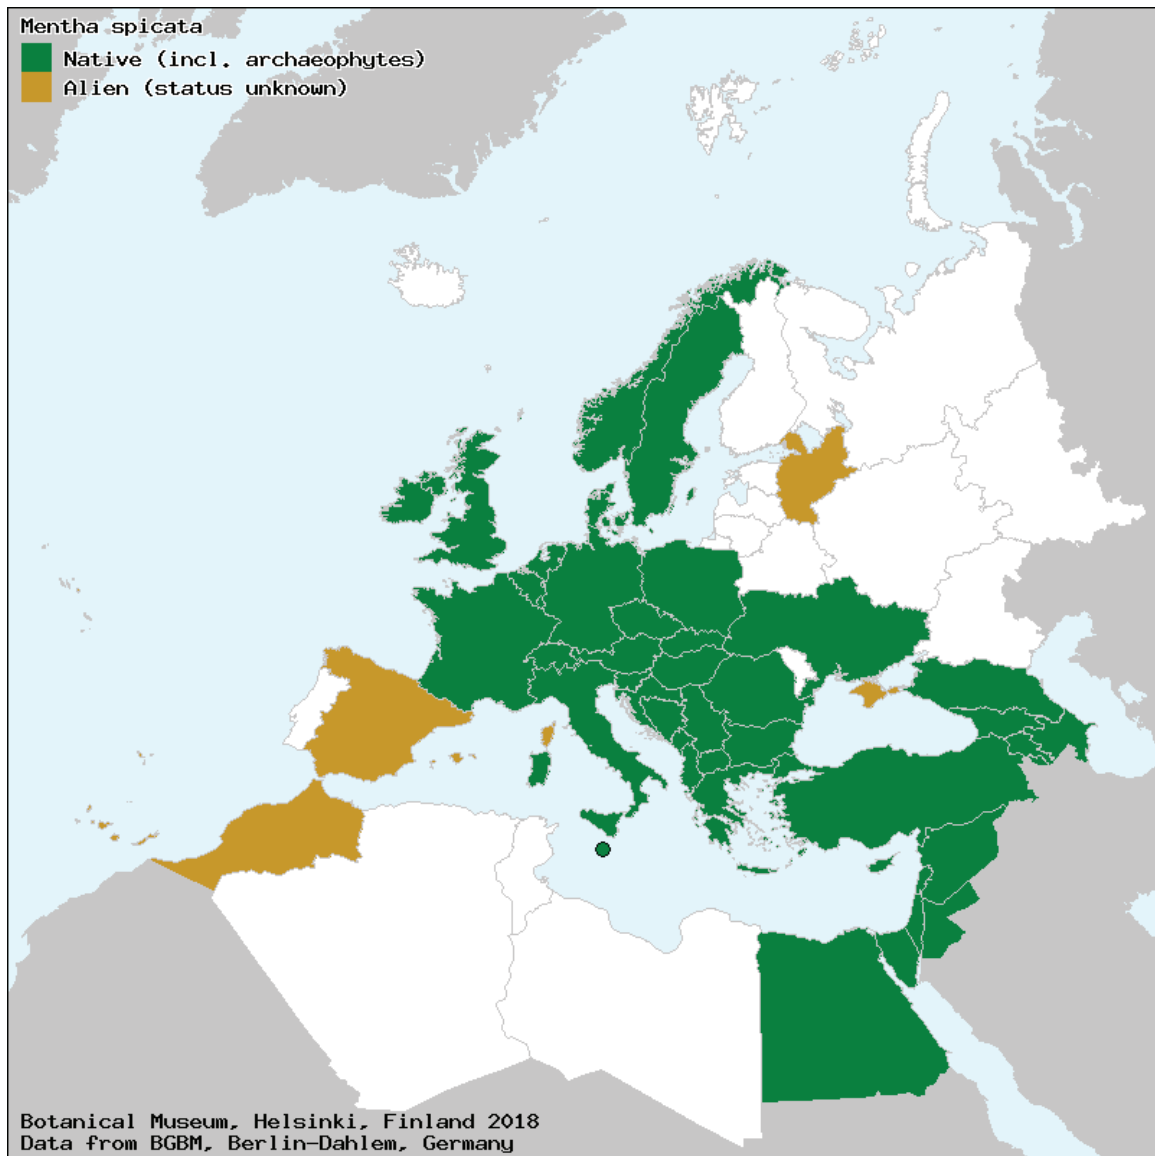 Mentha spicata
Native (incl. archaeophytes)
Alien (status unknown)
Botanical Museum, Helsinki, Finland 2018
Data from BGBM, Berlin-Dahlem, Germany